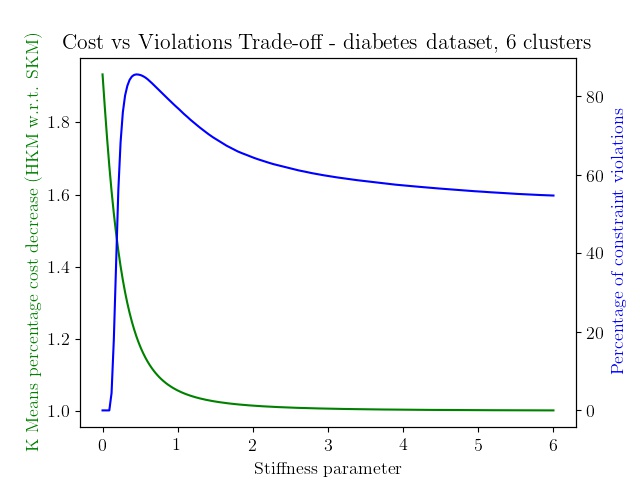 Cost vs Violations Trade-off - diabetes dataset, 6 clusters
K Means percentage cost decrease (HKM w.r.t. SKM)
1.8
1.6
1.4
1.2
1.0
80
60
40
20
0
Percentage of constraint violations
0 1 2 3 4 5 6
Stiffness parameter